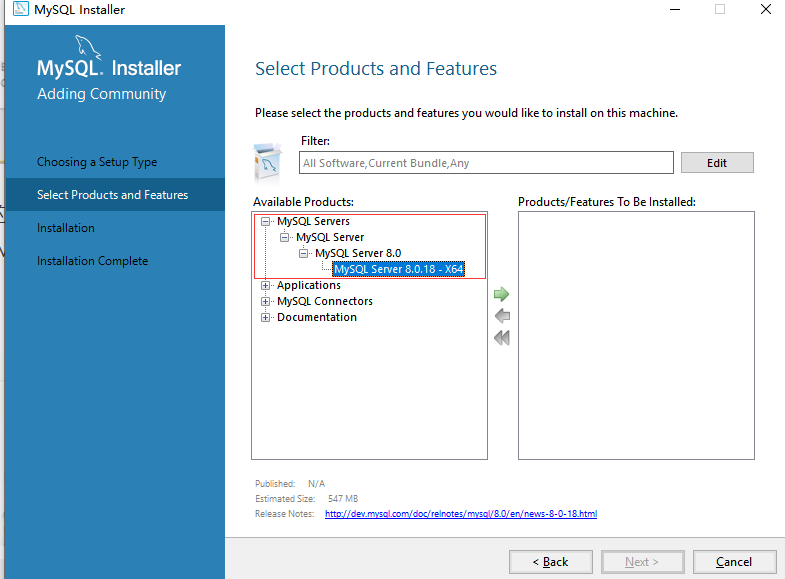 MySQL Installer
MySQL. Installer
Adding Community
Choosing a Setup Type
Select Products and Features
Installation
Installation Complete
Select Products and Features
Please select the products and features you would like to install on this machine.
Filter:
All Software,Current Bundle,Any
Edit
Available Products:
MySQL Servers
MySQL Server
MySQL Server 8.0
MySQL Server 8.0.18 - X64
Applications
MySQL Connectors
Documentation
Products/Features To Be Installed:
Published: N/A
Estimated Size: 547 MB
Release Notes: http://dev.mysql.com/doc/relnotes/mysql/8.0/en/news-8-0-18.html
< Back
Next >
Cancel